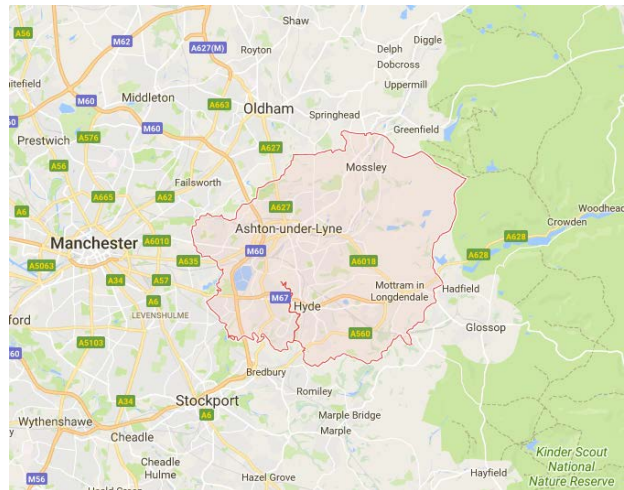 Shaw
A56
M62
A627(M)
Royton
Diggle
Delph
Dobcross
Uppermill
M66
M60
Middleton
A663
Oldham
Springhead
Greenfield
M60
Prestwich
A576
A627
Mossley
A56
Failsworth
A665
A62
A627
A6
Ashton-under-Lyne
Woodhead
Crowden
Manchester
A6010
M60
A628
A5063
A635
A6018
A628
A34
A57
Mottram in
Longdendale
Hadfield
A6
M67
Hyde
LEVENSHULME
Glossop
A5103
A560
Bredbury
Stockport
Romiley
A34
A6
Marple Bridge
Wythenshawe
Marple
Cheadle
Cheadle
Hulme
Kinder Scout
National
Nature Reserve
M56
Hazel Grove
Hayfield